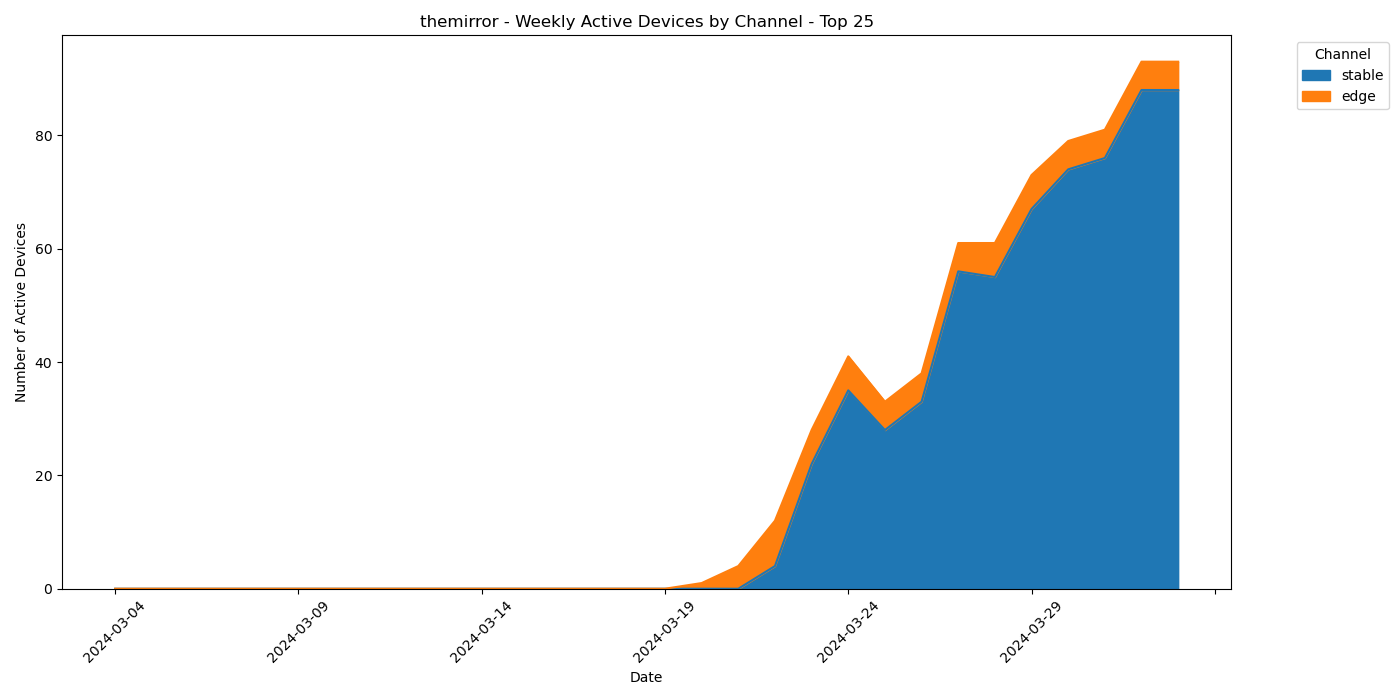 themirror - Weekly Active Devices by Channel - Top 25
Channel
stable
edge
Number of Active Devices
80
60
40
20
0
2024-03-04
2024-03-09
2024-03-14
2024-03-19
2024-03-24
2024-03-29
Date